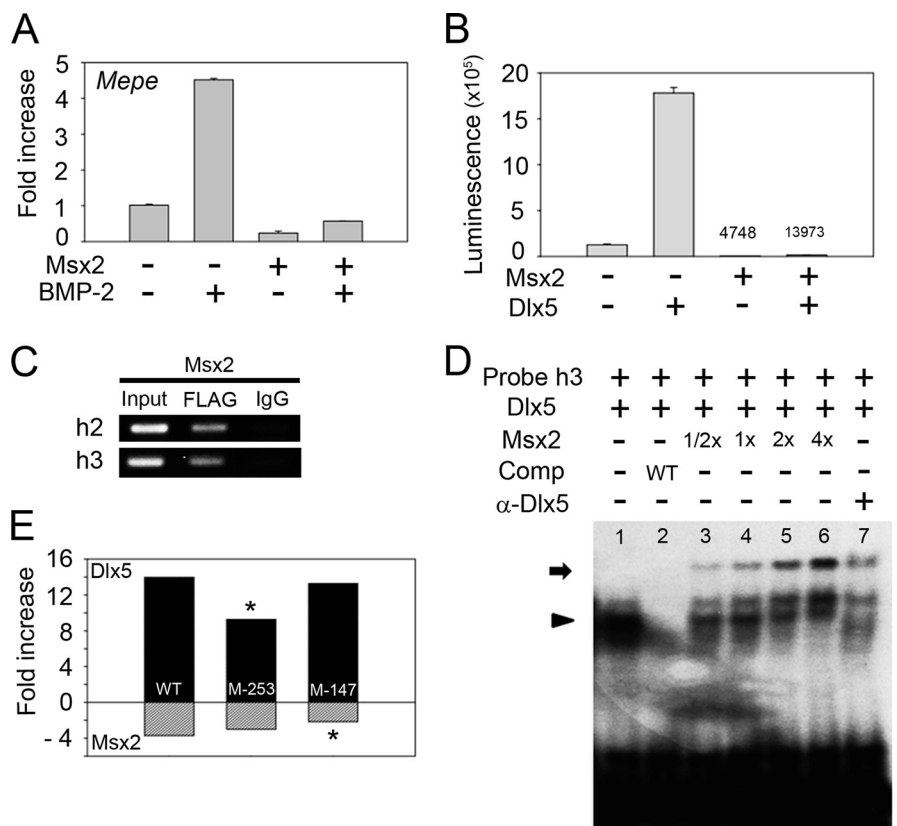 A
Fold increase
5
4
3
2
1
0
Mepe
Msx2 - - + +
BMP-2 - + - +
B
Luminescence (x10⁵)
20
15
10
5
0
4748 13973
Msx2 - - + +
Dlx5 - + - +
C
Msx2
Input FLAG IgG
h2
h3
D
Probe h3 + + + + + + +
Dlx5 + + + + + + +
Msx2 - - 1/2x 1x 2x 4x -
Comp - WT - - - - -
α-Dlx5 - - - - - - +
1 2 3 4 5 6 7
E
Fold increase
16
12
8
4
0
- 4
Dlx5
*
WT M-253 M-147
Msx2
*